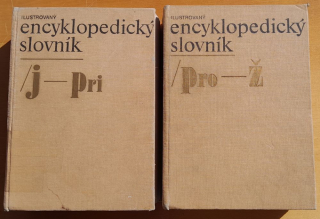 ILUSTROVANÝ
encyklopedický
slovník
/j—pri
ILUSTROVANÝ
encyklopedický
slovník
/pro—ž